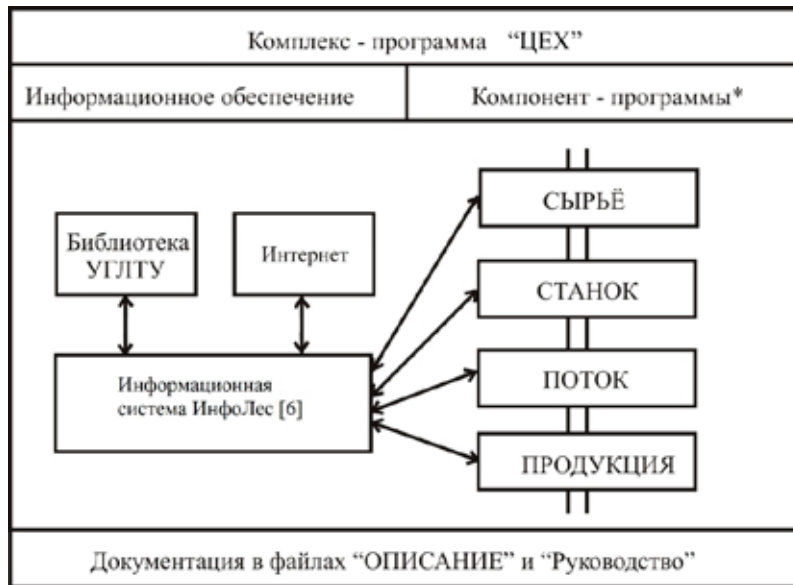 Комплекс - программа “ЦЕХ”
Информационное обеспечение
Компонент - программы*
Библиотека
УГЛТУ
Интернет
Информационная
система ИнфоЛес [6]
СЫРЬЁ
СТАНОК
ПОТОК
ПРОДУКЦИЯ
Документация в файлах “ОПИСАНИЕ” и “Руководство”